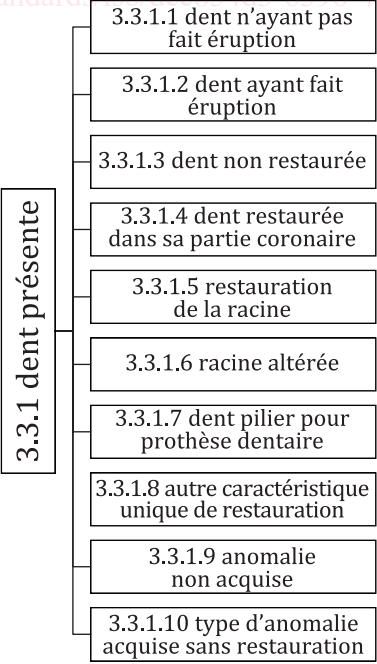 3.3.1 dent présente
3.3.1.1 dent n’ayant pas
fait éruption
3.3.1.2 dent ayant fait
éruption
3.3.1.3 dent non restaurée
3.3.1.4 dent restaurée
dans sa partie coronaire
3.3.1.5 restauration
de la racine
3.3.1.6 racine altérée
3.3.1.7 dent pilier pour
prothèse dentaire
3.3.1.8 autre caractéristique
unique de restauration
3.3.1.9 anomalie
non acquise
3.3.1.10 type d’anomalie
acquise sans restauration